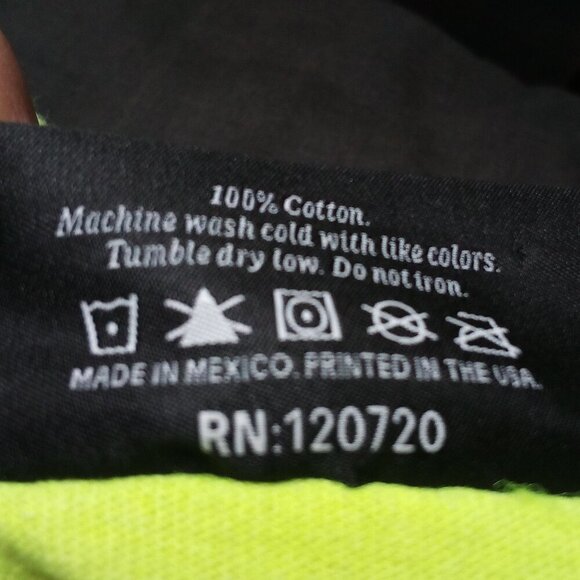 100% Cotton.
Machine wash cold with like colors.
Tumble dry low. Do not iron.
MADE IN MEXICO. PRINTED IN THE USA.
RN:120720